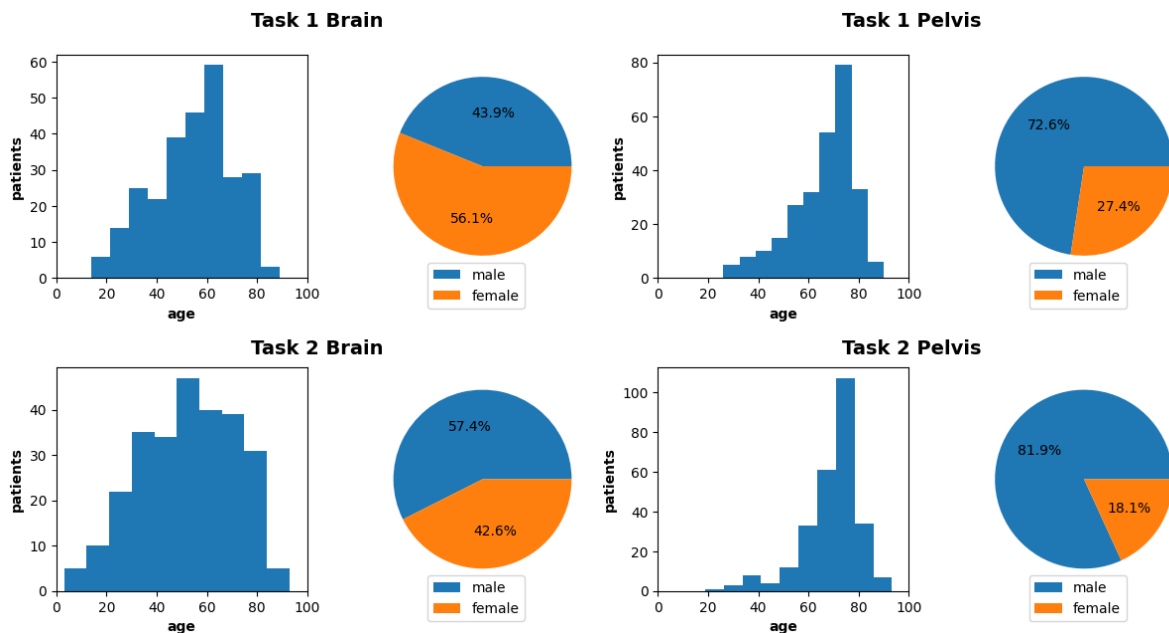 Task 1 Brain
patients
60
50
40
30
20
10
0
0 20 40 60 80 100
age
43.9%
56.1%
male
female
Task 1 Pelvis
patients
80
60
40
20
0
0 20 40 60 80 100
age
72.6%
27.4%
male
female
Task 2 Brain
patients
40
30
20
10
0
0 20 40 60 80 100
age
57.4%
42.6%
male
female
Task 2 Pelvis
patients
100
80
60
40
20
0
0 20 40 60 80 100
age
81.9%
18.1%
male
female